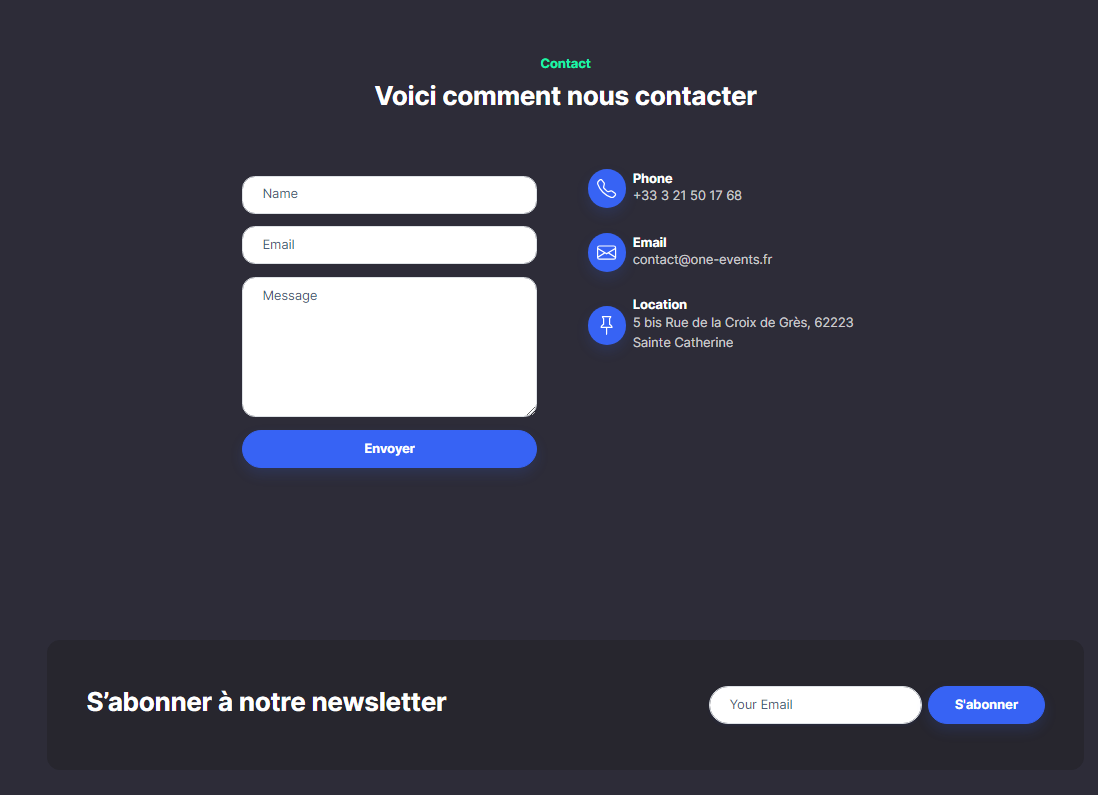 Contact
Voici comment nous contacter
Name
Email
Message
Envoyer
Phone
+33 3 21 50 17 68
Email
contact@one-events.fr
Location
5 bis Rue de la Croix de Grès, 62223
Sainte Catherine
S’abonner à notre newsletter
Your Email
S'abonner